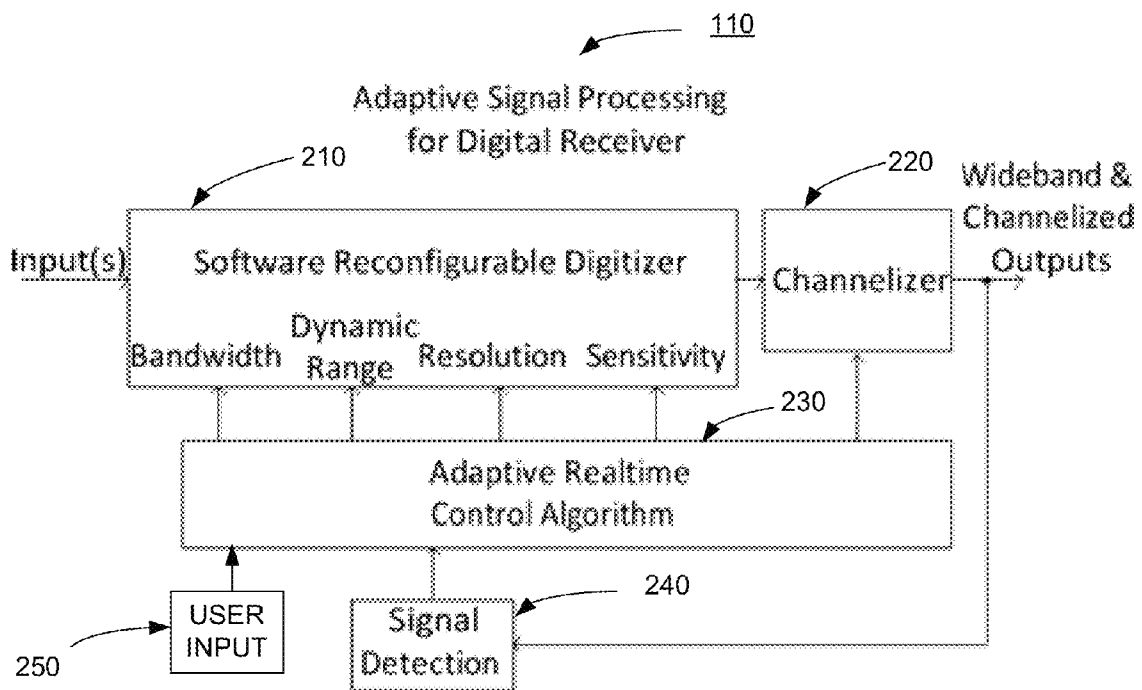 110
Adaptive Signal Processing
for Digital Receiver
210
220
Wideband &
Channelized
Outputs
Input(s)
Software Reconfigurable Digitizer
Channelizer
Bandwidth
Dynamic
Range
Resolution
Sensitivity
230
Adaptive Realtime
Control Algorithm
240
USER
INPUT
Signal
Detection
250